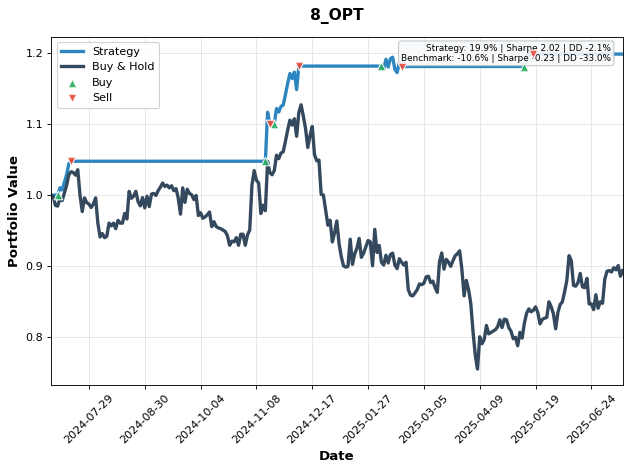 8_OPT
Strategy: 19.9% | Sharpe 2.02 | DD -2.1%
Benchmark: -10.6% | Sharpe -0.23 | DD -33.0%
Strategy
Buy & Hold
Buy
Sell
Portfolio Value
1.2
1.1
1.0
0.9
0.8
2024-07-29
2024-08-30
2024-10-04
2024-11-08
2024-12-17
2025-01-27
2025-03-05
2025-04-09
2025-05-19
2025-06-24
Date